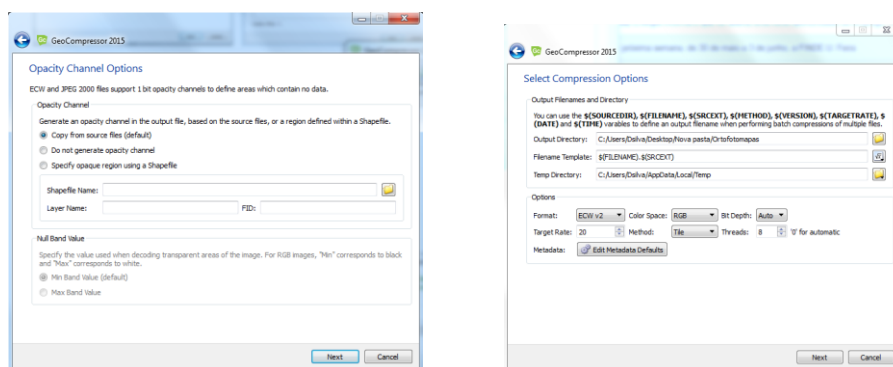 GeoCompressor 2015
Opacity Channel Options
ECW and JPEG 2000 files support 1 bit opacity channels to define areas which contain no data.
Opacity Channel
Generate an opacity channel in the output file, based on the source files, or a region defined within a Shapefile.
Copy from source files (default)
Do not generate opacity channel
Specify opaque region using a Shapefile
Shapefile Name:
Layer Name: FID:
Null Band Value
Specify the value used when decoding transparent areas of the image. For RGB images, "Min" corresponds to black
and "Max" corresponds to white.
Min Band Value (default)
Max Band Value
Next Cancel
GeoCompressor 2015
Select Compression Options
Output Filenames and Directory
You can use the $(SOURCEDIR), $(FILENAME), $(SRCEXT), $(METHOD), $(VERSION), $(TARGETRATE), $
(DATE) and $(TIME) variables to define an output filename when performing batch compressions of multiple files.
Output Directory: C:/Users/Dsilva/Desktop/Nova pasta/Ortofotomapas
Filename Template: $(FILENAME).$(SRCEXT)
Temp Directory: C:/Users/Dsilva/AppData/Local/Temp
Options
Format: ECW v2 Color Space: RGB Bit Depth: Auto
Target Rate: 20 Method: Tile Threads: 8 '0' for automatic
Metadata: Edit Metadata Defaults
Next Cancel